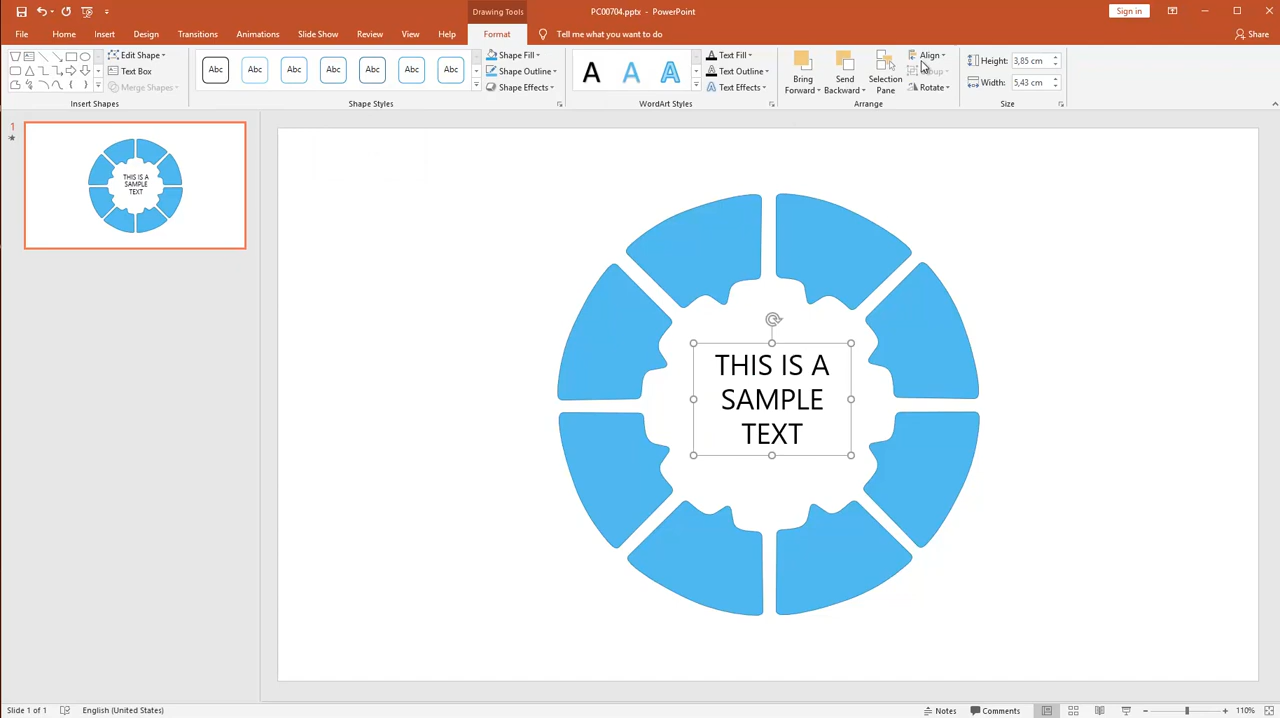 Drawing Tools
PC00704.pptx - PowerPoint
Sign in
File Home Insert Design Transitions Animations Slide Show Review View Help Format Tell me what you want to do Share
Edit Shape
Text Box
Merge Shapes
Insert Shapes
Abc Abc Abc Abc Abc Abc Abc
Shape Fill
Shape Outline
Shape Effects
Shape Styles
A A A
Text Fill
Text Outline
Text Effects
WordArt Styles
Bring
Forward
Send
Backward
Selection
Pane
Align
Rotate
Arrange
Height: 3,85 cm
Width: 5,43 cm
Size
1
THIS IS A
SAMPLE
TEXT
THIS IS A
SAMPLE
TEXT
Slide 1 of 1 English (United States) Notes Comments 110%